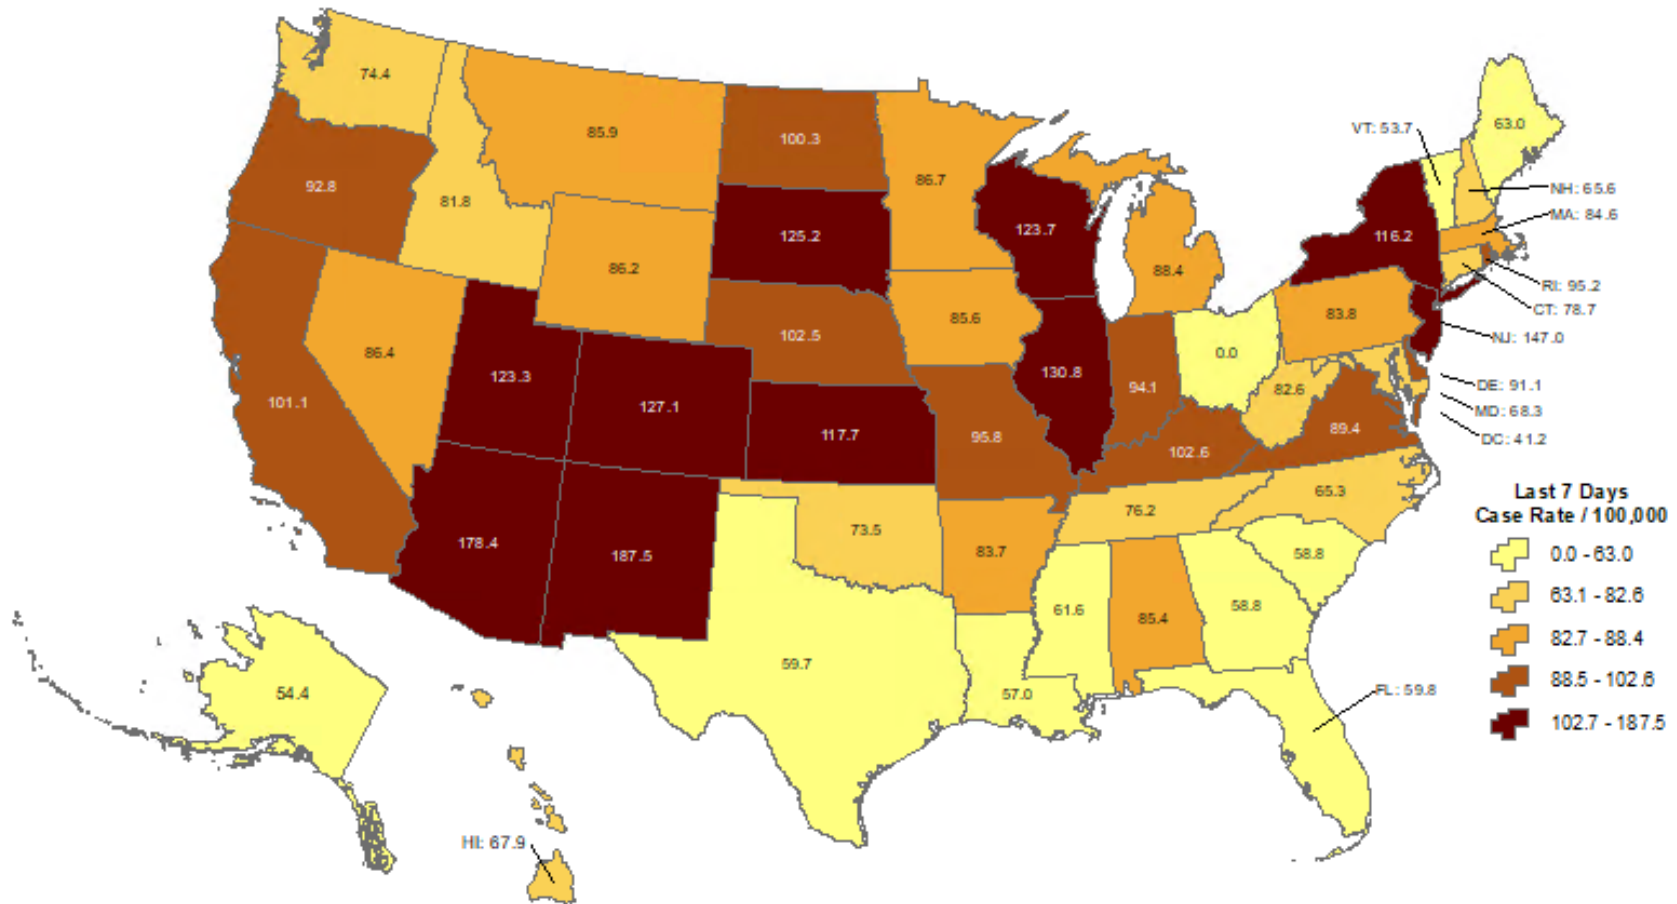 74.4
85.9
100.3
86.7
63.0
VT: 53.7
92.8
81.8
NH: 65.6
MA: 84.6
125.2
123.7
116.2
86.2
88.4
RI: 95.2
CT: 78.7
85.6
83.8
NJ: 147.0
102.5
86.4
0.0
123.3
130.8
94.1
82.6
DE: 91.1
101.1
127.1
MD: 68.3
117.7
95.8
89.4
DC: 41.2
102.6
65.3
Last 7 Days
Case Rate / 100,000
76.2
73.5
178.4
187.5
83.7
58.8
0.0 - 63.0
61.6
85.4
58.8
63.1 - 82.6
82.7 - 88.4
59.7
88.5 - 102.6
54.4
57.0
FL: 59.8
102.7 - 187.5
HI: 67.9